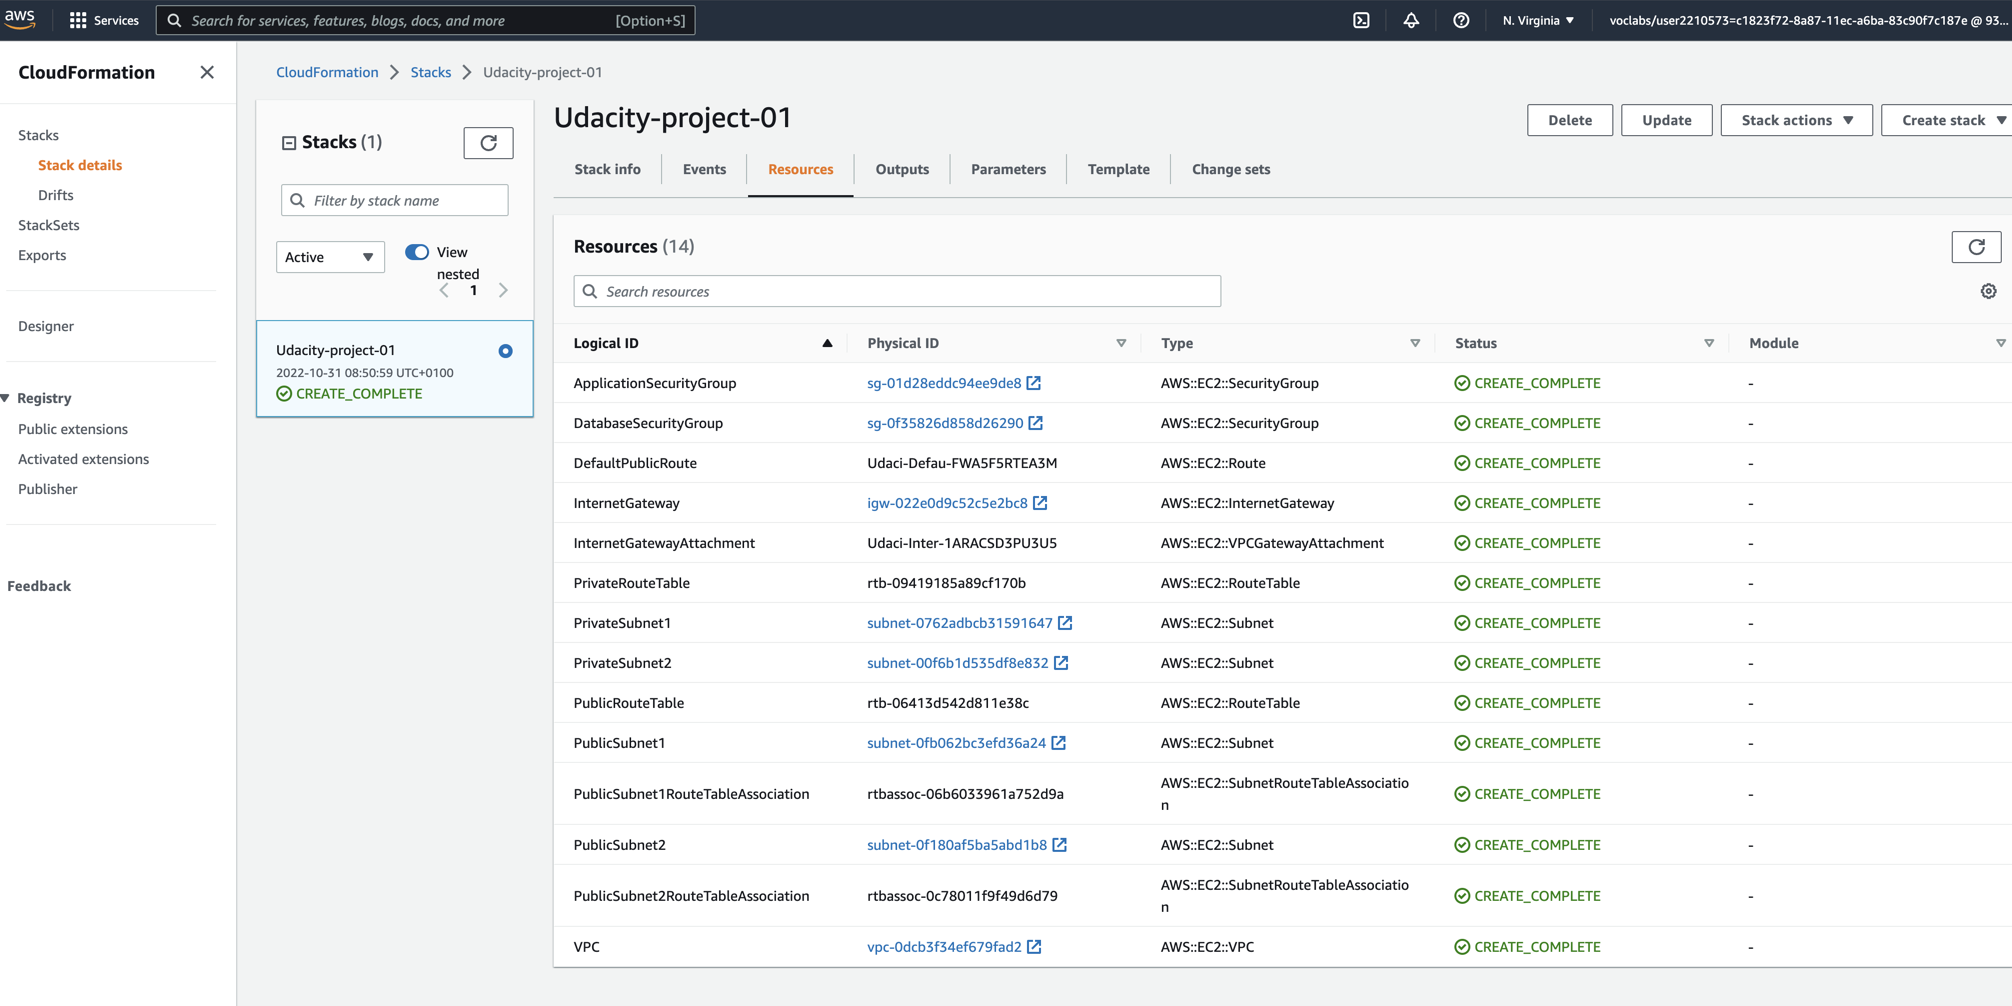 aws Services Search for services, features, blogs, docs, and more [Option+S] N. Virginia voclabs/user2210573=c1823f72-8a87-11ec-a6ba-83c90f7c187e @ 93...
CloudFormation
Stacks
Stack details
Drifts
StackSets
Exports
Designer
Registry
Public extensions
Activated extensions
Publisher
Feedback
CloudFormation Stacks Udacity-project-01
Stacks (1)
Filter by stack name
Active View nested
1
Udacity-project-01
2022-10-31 08:50:59 UTC+0100
CREATE_COMPLETE
Udacity-project-01
Delete Update Stack actions Create stack
Stack info Events Resources Outputs Parameters Template Change sets
Resources (14)
Search resources
Logical ID Physical ID Type Status Module
ApplicationSecurityGroup sg-01d28eddc94ee9de8 AWS::EC2::SecurityGroup CREATE_COMPLETE -
DatabaseSecurityGroup sg-0f35826d858d26290 AWS::EC2::SecurityGroup CREATE_COMPLETE -
DefaultPublicRoute Udaci-Defau-FWA5F5RTEA3M AWS::EC2::Route CREATE_COMPLETE -
InternetGateway igw-022e0d9c52c5e2bc8 AWS::EC2::InternetGateway CREATE_COMPLETE -
InternetGatewayAttachment Udaci-Inter-1ARACSD3PU3U5 AWS::EC2::VPCGatewayAttachment CREATE_COMPLETE -
PrivateRouteTable rtb-09419185a89cf170b AWS::EC2::RouteTable CREATE_COMPLETE -
PrivateSubnet1 subnet-0762adbcb31591647 AWS::EC2::Subnet CREATE_COMPLETE -
PrivateSubnet2 subnet-00f6b1d535df8e832 AWS::EC2::Subnet CREATE_COMPLETE -
PublicRouteTable rtb-06413d542d811e38c AWS::EC2::RouteTable CREATE_COMPLETE -
PublicSubnet1 subnet-0fb062bc3efd36a24 AWS::EC2::Subnet CREATE_COMPLETE -
PublicSubnet1RouteTableAssociation rtbassoc-06b6033961a752d9a AWS::EC2::SubnetRouteTableAssociatio
n CREATE_COMPLETE -
PublicSubnet2 subnet-0f180af5ba5abd1b8 AWS::EC2::Subnet CREATE_COMPLETE -
PublicSubnet2RouteTableAssociation rtbassoc-0c78011f9f49d6d79 AWS::EC2::SubnetRouteTableAssociatio
n CREATE_COMPLETE -
VPC vpc-0dcb3f34ef679fad2 AWS::EC2::VPC CREATE_COMPLETE -